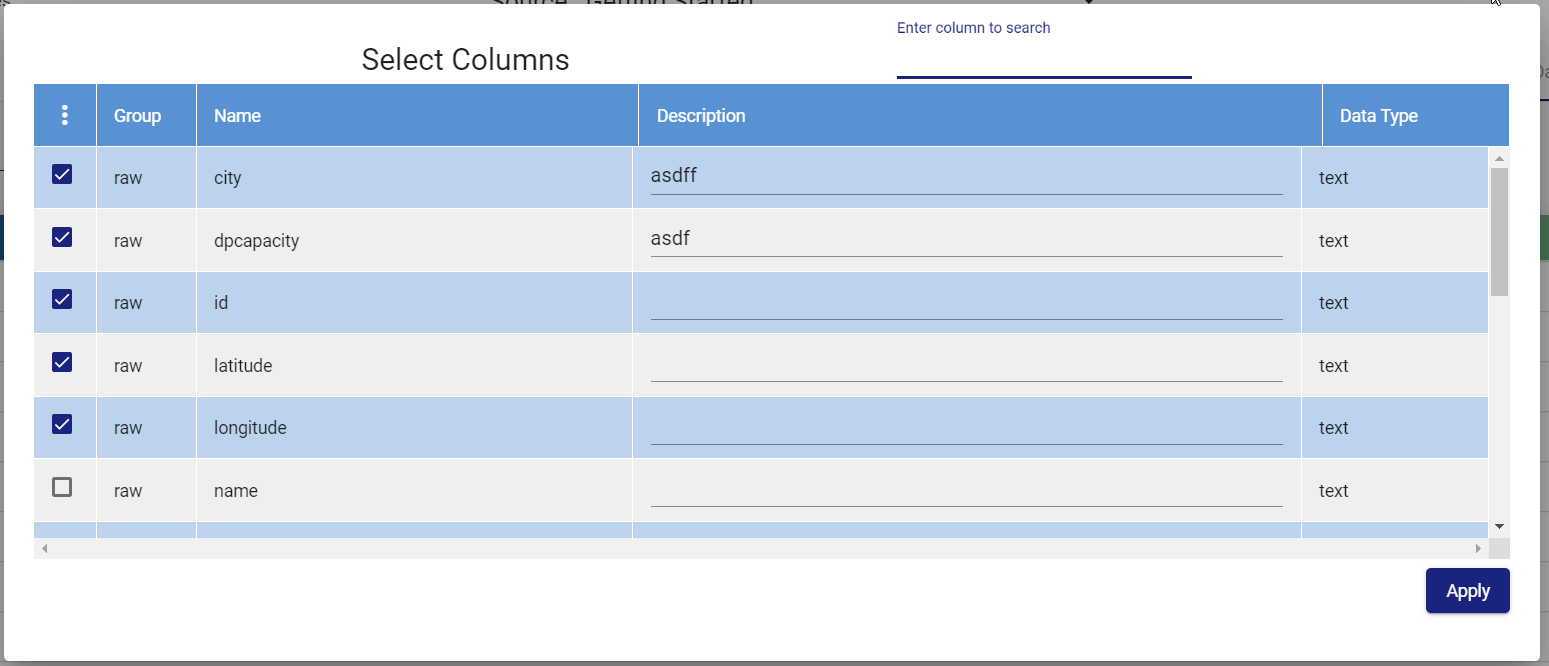 Enter column to search
Select Columns
Group Name Description Data Type
raw city asdff text
raw dpcapacity asdf text
raw id text
raw latitude text
raw longitude text
raw name text
Apply